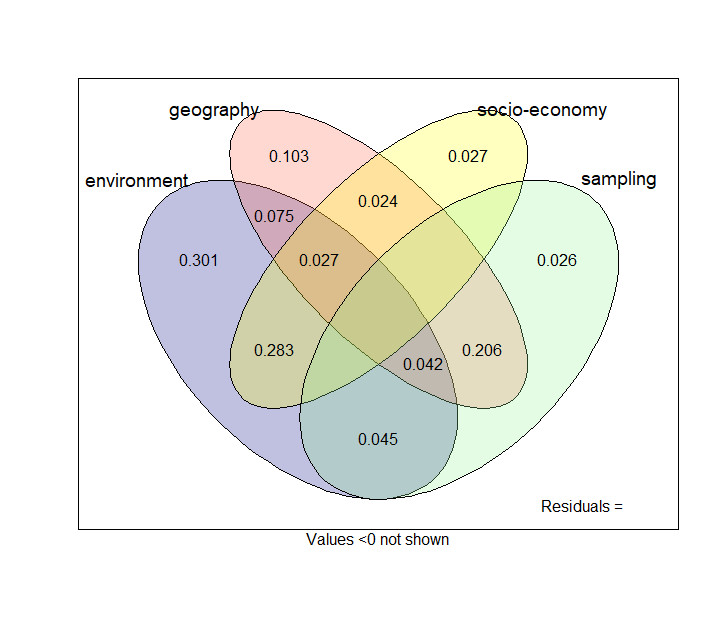 geography
socio-economy
environment
sampling
0.103
0.027
0.024
0.075
0.301
0.027
0.026
0.283
0.042
0.206
0.045
Residuals =
Values <0 not shown